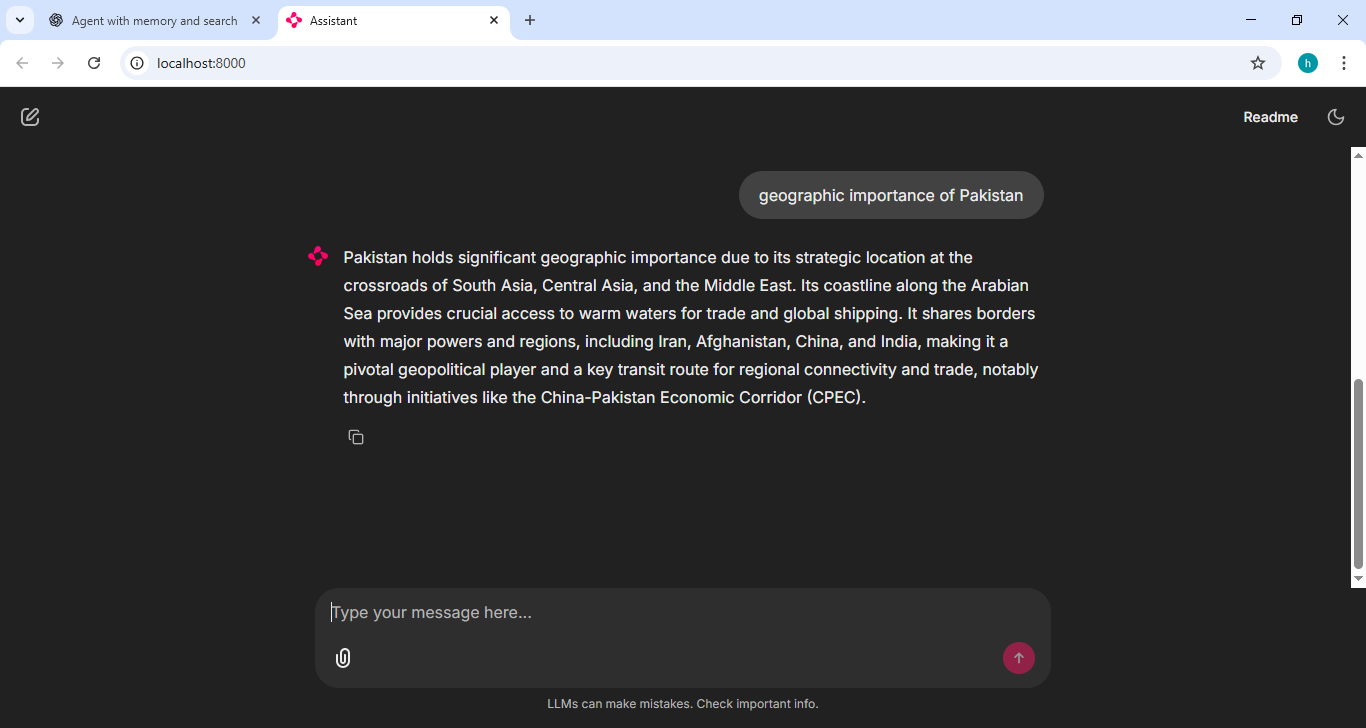 Agent with memory and search
Assistant
localhost:8000
h
Readme
geographic importance of Pakistan
Pakistan holds significant geographic importance due to its strategic location at the
crossroads of South Asia, Central Asia, and the Middle East. Its coastline along the Arabian
Sea provides crucial access to warm waters for trade and global shipping. It shares borders
with major powers and regions, including Iran, Afghanistan, China, and India, making it a
pivotal geopolitical player and a key transit route for regional connectivity and trade, notably
through initiatives like the China-Pakistan Economic Corridor (CPEC).
Type your message here...
LLMs can make mistakes. Check important info.